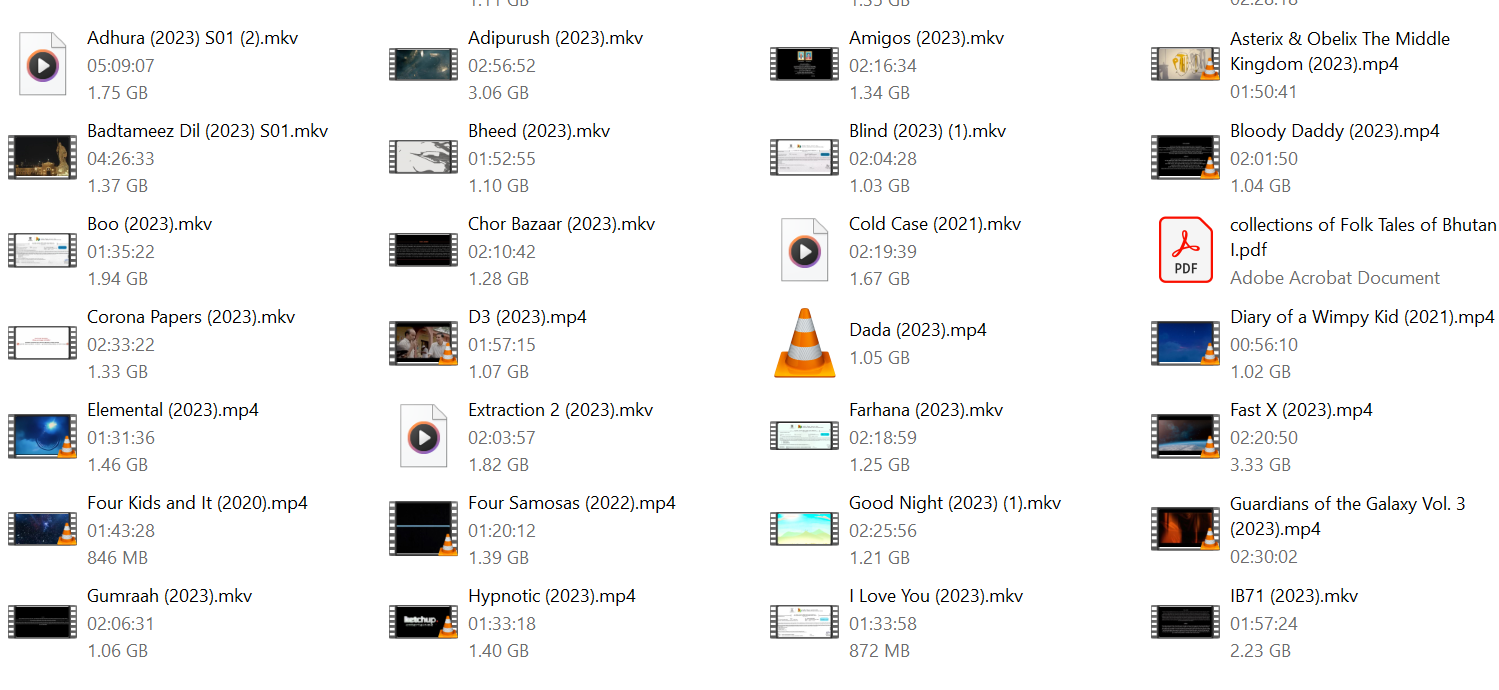 1.11 GB
1.35 GB
02:28:18
Adhura (2023) S01 (2).mkv
05:09:07
1.75 GB
Adipurush (2023).mkv
02:56:52
3.06 GB
Amigos (2023).mkv
02:16:34
1.34 GB
Asterix & Obelix The Middle
Kingdom (2023).mp4
01:50:41
Badtameez Dil (2023) S01.mkv
04:26:33
1.37 GB
Bheed (2023).mkv
01:52:55
1.10 GB
Blind (2023) (1).mkv
02:04:28
1.03 GB
Bloody Daddy (2023).mp4
02:01:50
1.04 GB
Boo (2023).mkv
01:35:22
1.94 GB
Chor Bazaar (2023).mkv
02:10:42
1.28 GB
Cold Case (2021).mkv
02:19:39
1.67 GB
PDF
collections of Folk Tales of Bhutan
I.pdf
Adobe Acrobat Document
Corona Papers (2023).mkv
02:33:22
1.33 GB
D3 (2023).mp4
01:57:15
1.07 GB
Dada (2023).mp4
1.05 GB
Diary of a Wimpy Kid (2021).mp4
00:56:10
1.02 GB
Elemental (2023).mp4
01:31:36
1.46 GB
Extraction 2 (2023).mkv
02:03:57
1.82 GB
Farhana (2023).mkv
02:18:59
1.25 GB
Fast X (2023).mp4
02:20:50
3.33 GB
Four Kids and It (2020).mp4
01:43:28
846 MB
Four Samosas (2022).mp4
01:20:12
1.39 GB
Good Night (2023) (1).mkv
02:25:56
1.21 GB
Guardians of the Galaxy Vol. 3
(2023).mp4
02:30:02
Gumraah (2023).mkv
02:06:31
1.06 GB
ketchup
Hypnotic (2023).mp4
01:33:18
1.40 GB
I Love You (2023).mkv
01:33:58
872 MB
IB71 (2023).mkv
01:57:24
2.23 GB